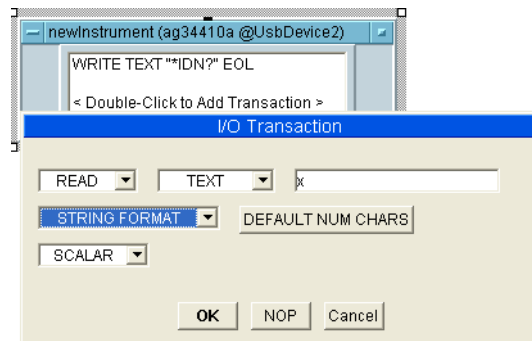 newInstrument (ag34410a @UsbDevice2)
WRITE TEXT "*IDN?" EOL
< Double-Click to Add Transaction >
I/O Transaction
READ TEXT x
STRING FORMAT DEFAULT NUM CHARS
SCALAR
OK NOP Cancel